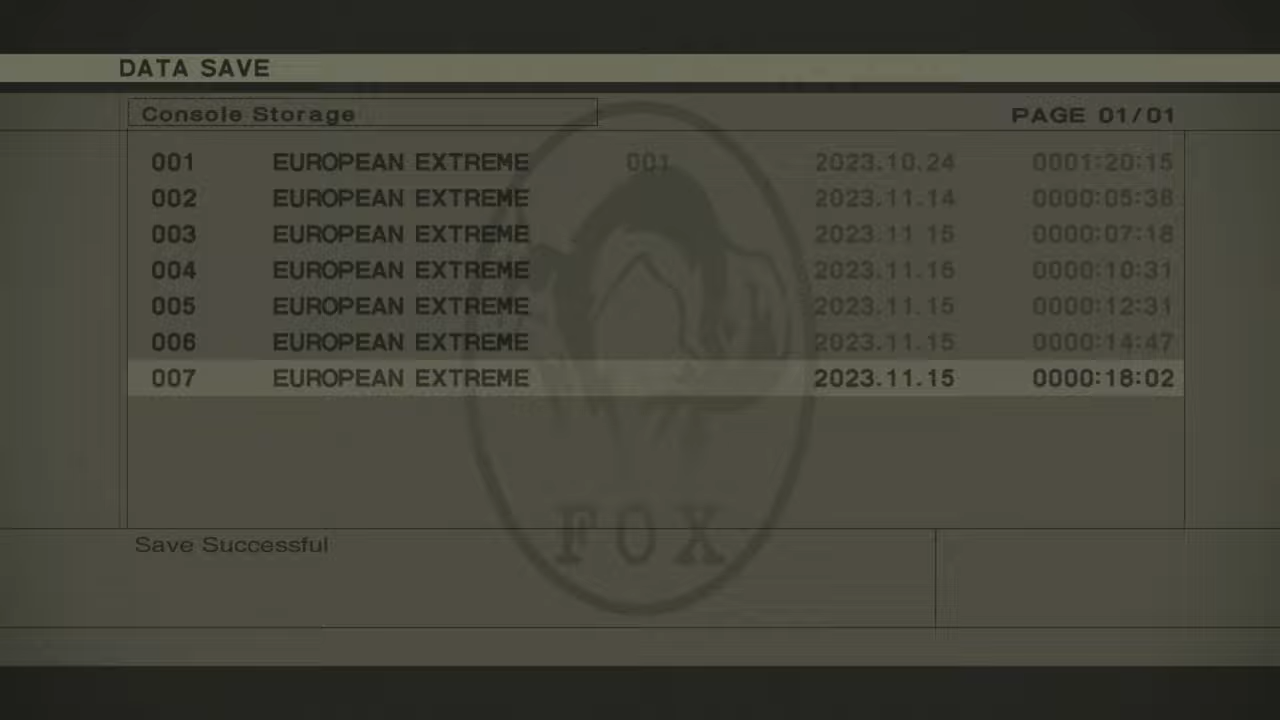 DATA SAVE
Console Storage PAGE 01/01
001 EUROPEAN EXTREME 001 2023.10.24 0001:20:15
002 EUROPEAN EXTREME 2023.11.14 0000:05:38
003 EUROPEAN EXTREME 2023.11 15 0000:07:18
004 EUROPEAN EXTREME 2023.11.15 0000:10:31
005 EUROPEAN EXTREME 2023.11.15 0000:12:31
006 EUROPEAN EXTREME 2023.11.15 0000:14:47
007 EUROPEAN EXTREME 2023.11.15 0000:18:02
FOX
Save Successful